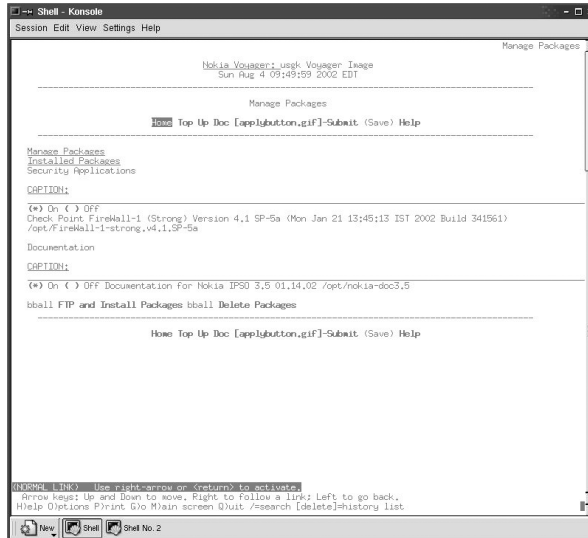 Shell - Konsole
Session Edit View Settings Help
Manage Packages
Nokia Voyager: usgk Voyager Image
Sun Aug 4 09:49:59 2002 EDT
Manage Packages
Home Top Up Doc [applybutton.gif]-Submit (Save) Help
Manage Packages
Installed Packages
Security Applications
CAPTION:
(*) On ( ) Off
Check Point FireWall-1 (Strong) Version 4.1 SP-5a (Mon Jan 21 13:45:13 IST 2002 Build 341561)
/opt/FireWall-1-strong.v4.1.SP-5a
Documentation
CAPTION:
(*) On ( ) Off Documentation for Nokia IPSO 3.5 01.14.02 /opt/nokia-doc3.5
bball FTP and Install Packages bball Delete Packages
Home Top Up Doc [applybutton.gif]-Submit (Save) Help
(NORMAL LINK) Use right-arrow or <return> to activate.
Arrow keys: Up and Down to move. Right to follow a link; Left to go back.
H)elp O)ptions P)rint G)o M)ain screen Q)uit /=search [delete]=history list
New Shell Shell No. 2